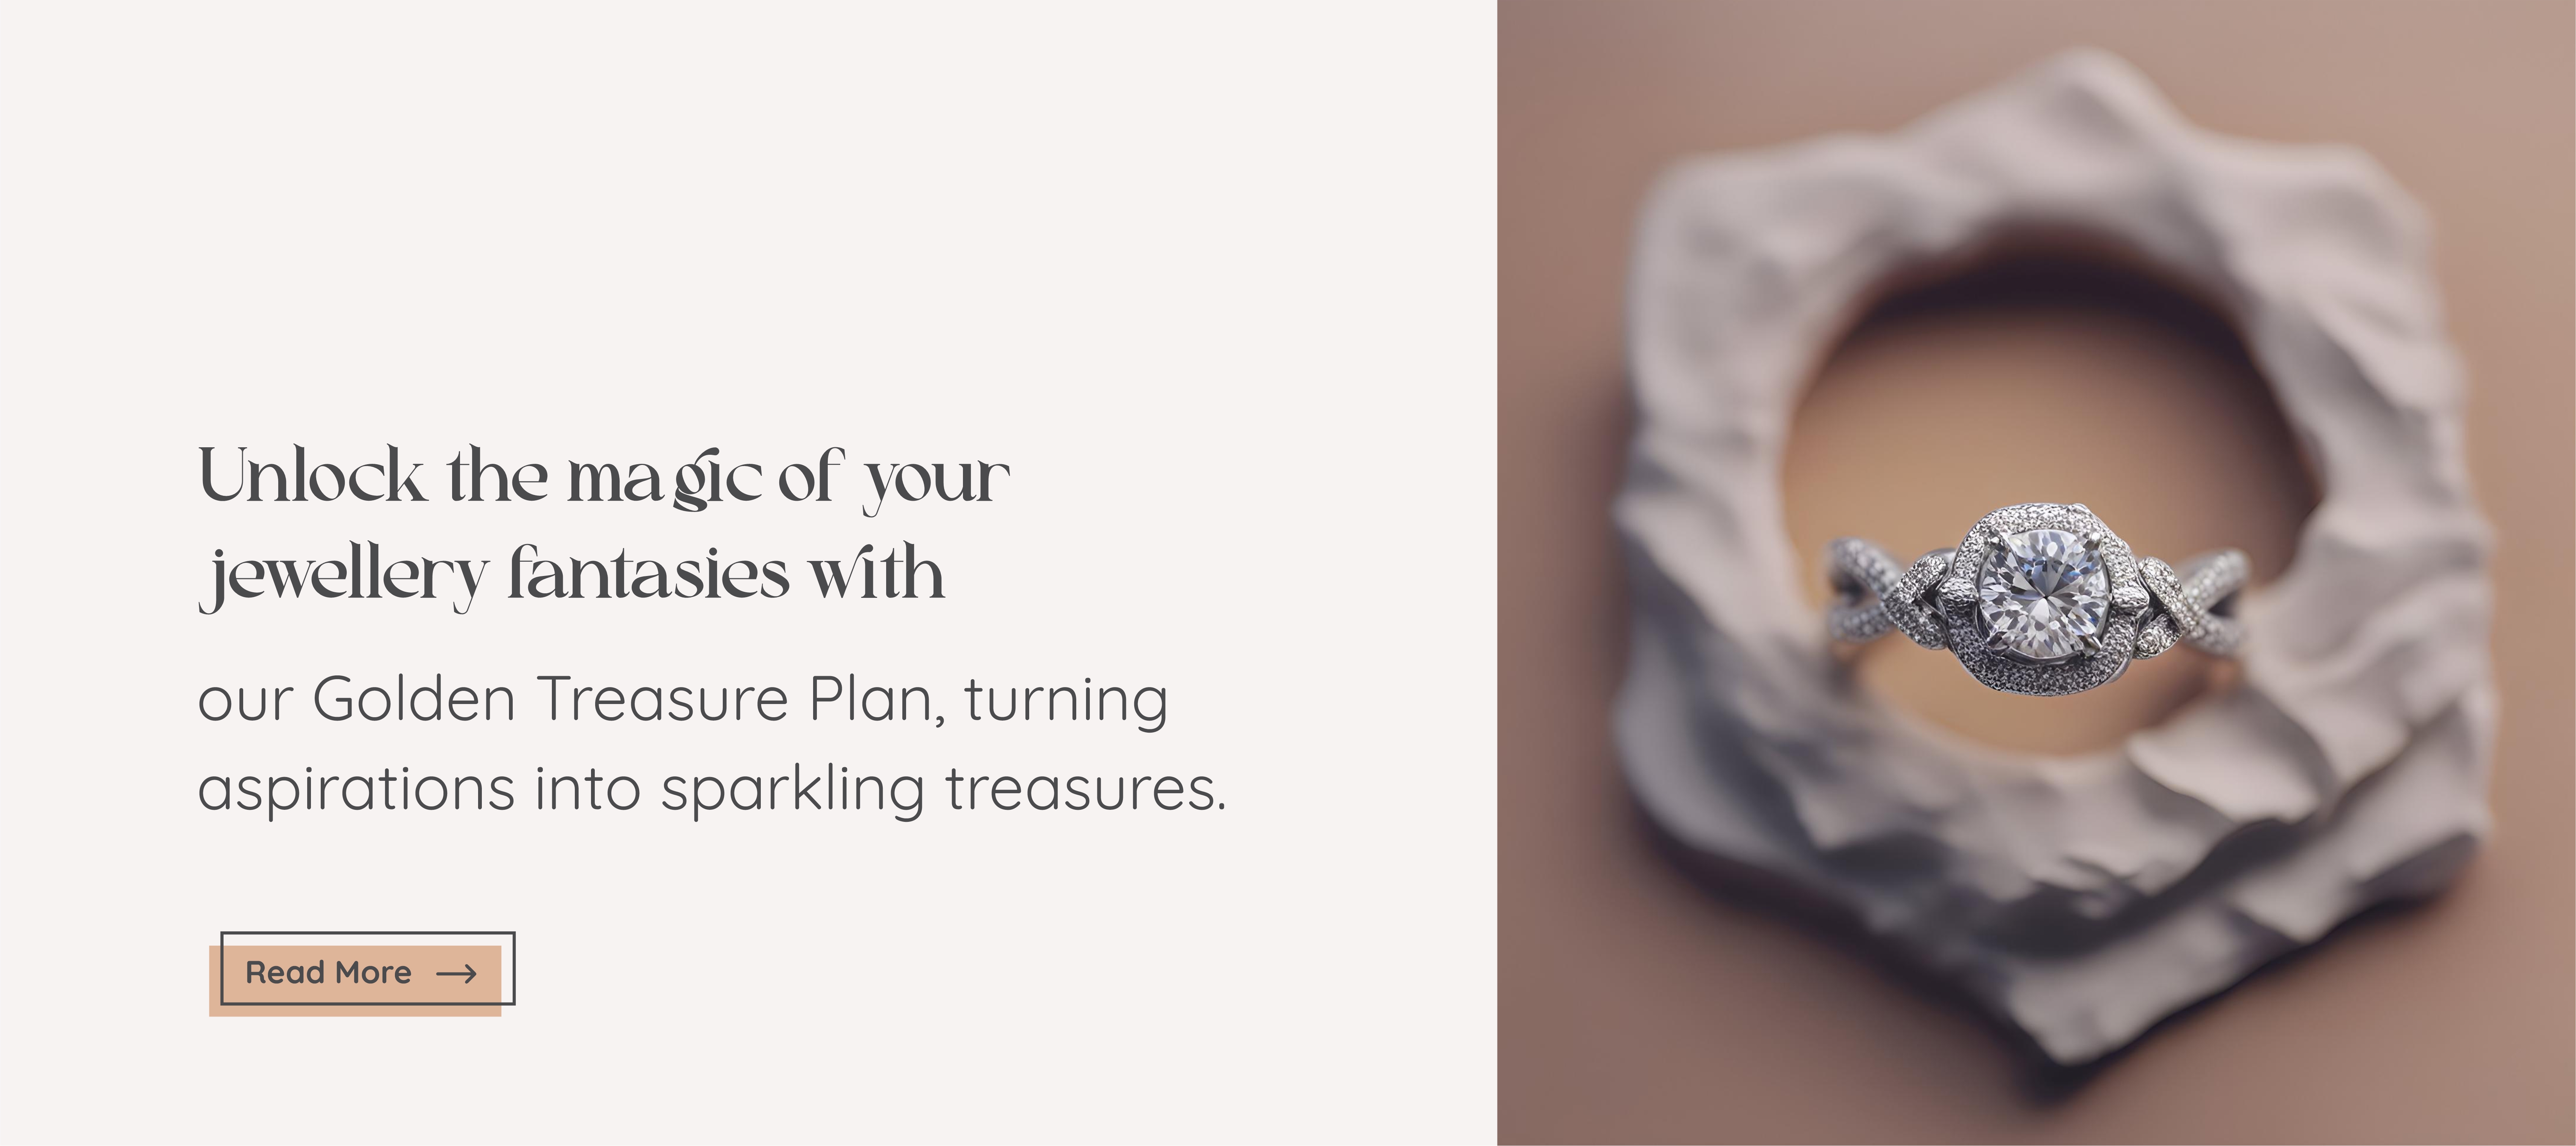 Unlock the magic of your
jewellery fantasies with
our Golden Treasure Plan, turning
aspirations into sparkling treasures.
Read More →